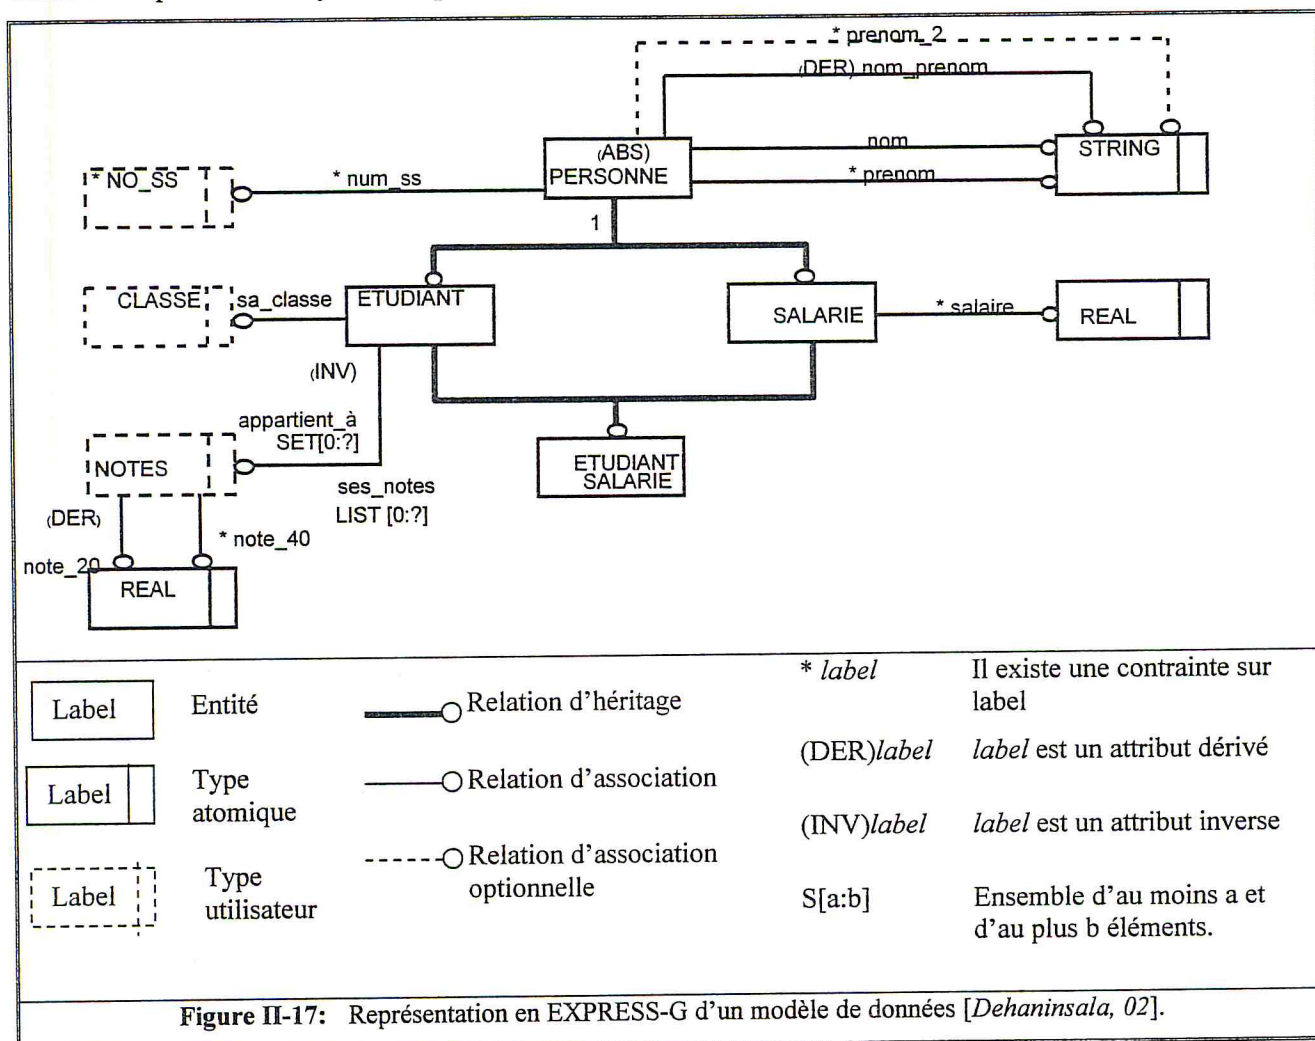 * prenom_2
(DER) nom_prenom
(ABS)
PERSONNE
nom
* prenom
STRING
* NO_SS
* num_ss
1
CLASSE
sa_classe
ETUDIANT
SALARIE
* salaire
REAL
(INV)
appartient_à
SET[0:?]
NOTES
ses_notes
LIST [0:?]
ETUDIANT
SALARIE
(DER)
* note_40
note_20
REAL
Label
Entité
Relation d'héritage
* label
Il existe une contrainte sur
label
Label
Type
atomique
Relation d'association
(DER)label
label est un attribut dérivé
(INV)label
label est un attribut inverse
Label
Type
utilisateur
Relation d'association
optionnelle
S[a:b]
Ensemble d'au moins a et
d'au plus b éléments.
Figure II-17: Représentation en EXPRESS-G d'un modèle de données [Dehaninsala, 02].